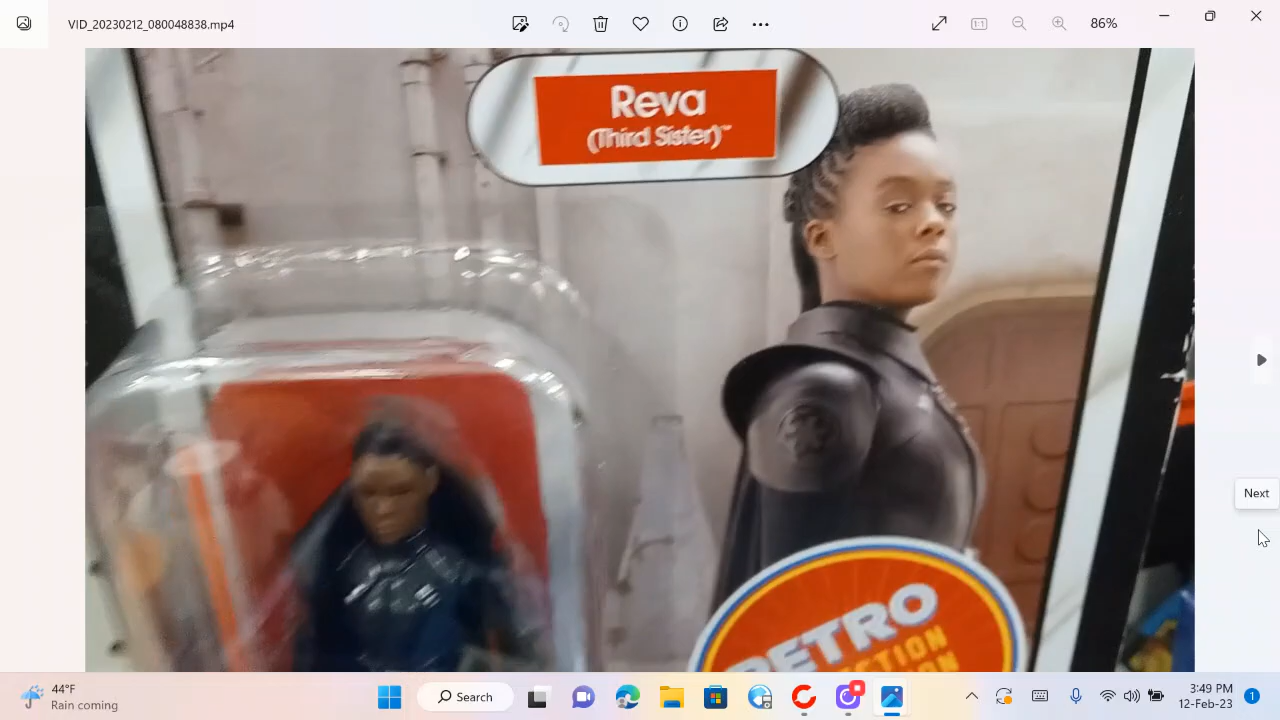 VID_20230212_080048838.mp4
86%
Reva
(Third Sister)™
RETRO
Next
44°F
Rain coming
Search
3:49 PM
12-Feb-23
1